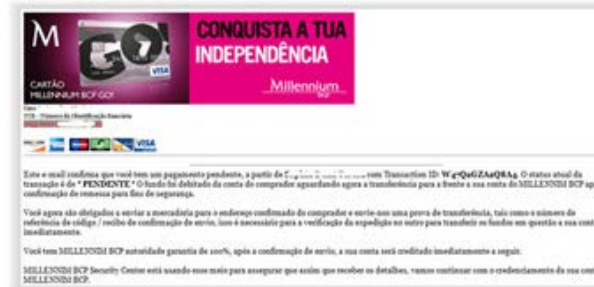 M
CONQUISTA A TUA
INDEPENDÊNCIA
VISA
CARTÃO
MILLENNIUM BCP GO!
Millennium
bcp
VISA
Este e-mail confirma que você tem um pagamento pendente, a partir de com Transaction ID: O status atual da
transação é de " PENDENTE " O fundo foi debitado da conta do comprador aguardando agora a transferência para a frente a sua conta do MILLENNIM BCP ap
confirmação de remessa para fins de segurança.
Você agora são obrigados a enviar a mercadoria para o endereço confirmado do comprador e envie-nos uma prova de transferência, tais como o número de
referência de código / recibo de confirmação de envio, isso é necessário para a verificação da expedição no outro para transferir os fundos em questão a sua cont
imediatamente.
Você tem MILLENNIM BCP autoridade garantia de 100%, após a confirmação de envio, a sua conta será creditado imediatamente a seguir.
MILLENNIM BCP Security Center está usando esse meio para assegurar que assim que receber os detalhes, vamos continuar com o credenciamento da sua cont
MILLENNIM BCP.